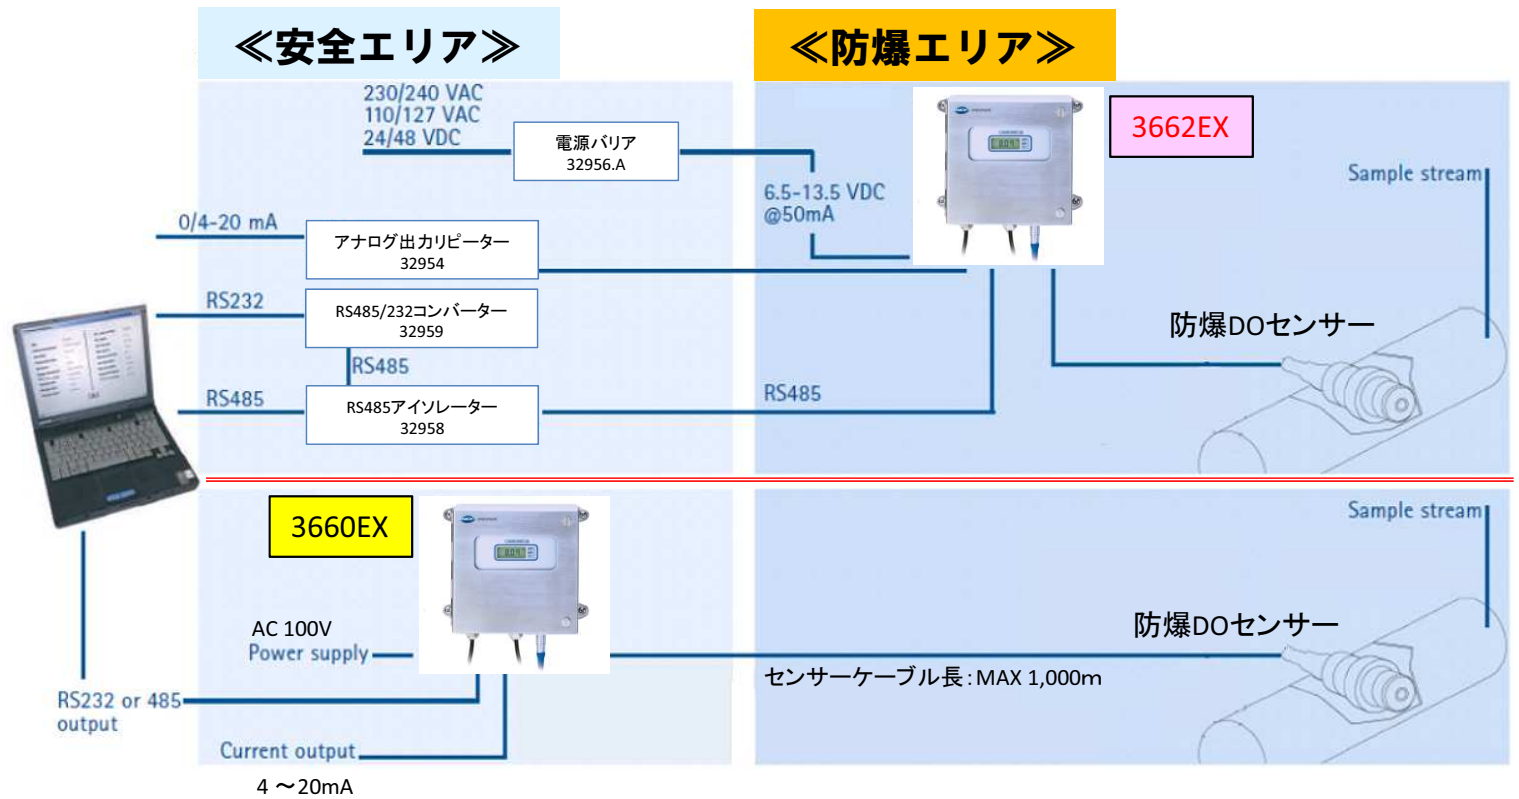 ≪安全エリア≫
≪防爆エリア≫
230/240 VAC
110/127 VAC
24/48 VDC
電源バリア
32956.A
3662EX
6.5-13.5 VDC
@50mA
Sample stream
0/4-20 mA
アナログ出力リピーター
32954
RS232
RS485/232コンバーター
32959
防爆DOセンサー
RS485
RS485
RS485アイソレーター
32958
RS485
3660EX
Sample stream
AC 100V
Power supply
防爆DOセンサー
センサーケーブル長：MAX 1,000m
RS232 or 485
output
Current output
4 ～20mA